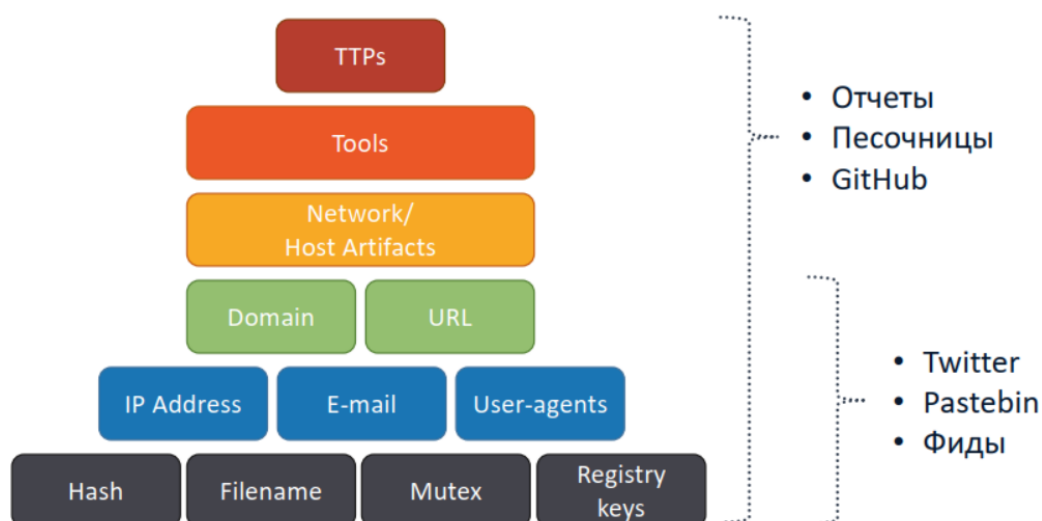 TTPs
Tools
Network/
Host Artifacts
Domain
URL
IP Address
E-mail
User-agents
Hash
Filename
Mutex
Registry
keys
• Отчеты
• Песочницы
• GitHub
• Twitter
• Pastebin
• Фиды